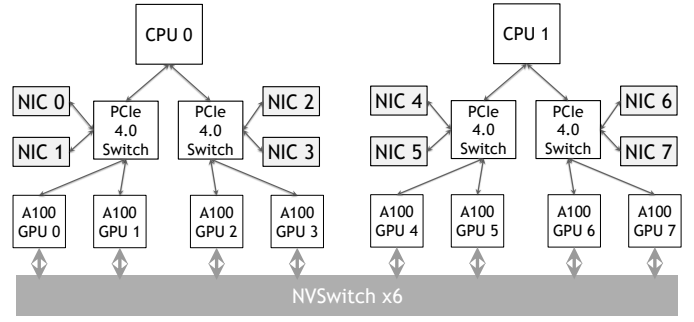 CPU 0
CPU 1
NIC 0
NIC 2
NIC 4
NIC 6
PCIe
4.0
Switch
PCIe
4.0
Switch
PCIe
4.0
Switch
PCIe
4.0
Switch
NIC 1
NIC 3
NIC 5
NIC 7
A100
GPU 0
A100
GPU 1
A100
GPU 2
A100
GPU 3
A100
GPU 4
A100
GPU 5
A100
GPU 6
A100
GPU 7
NVSwitch x6